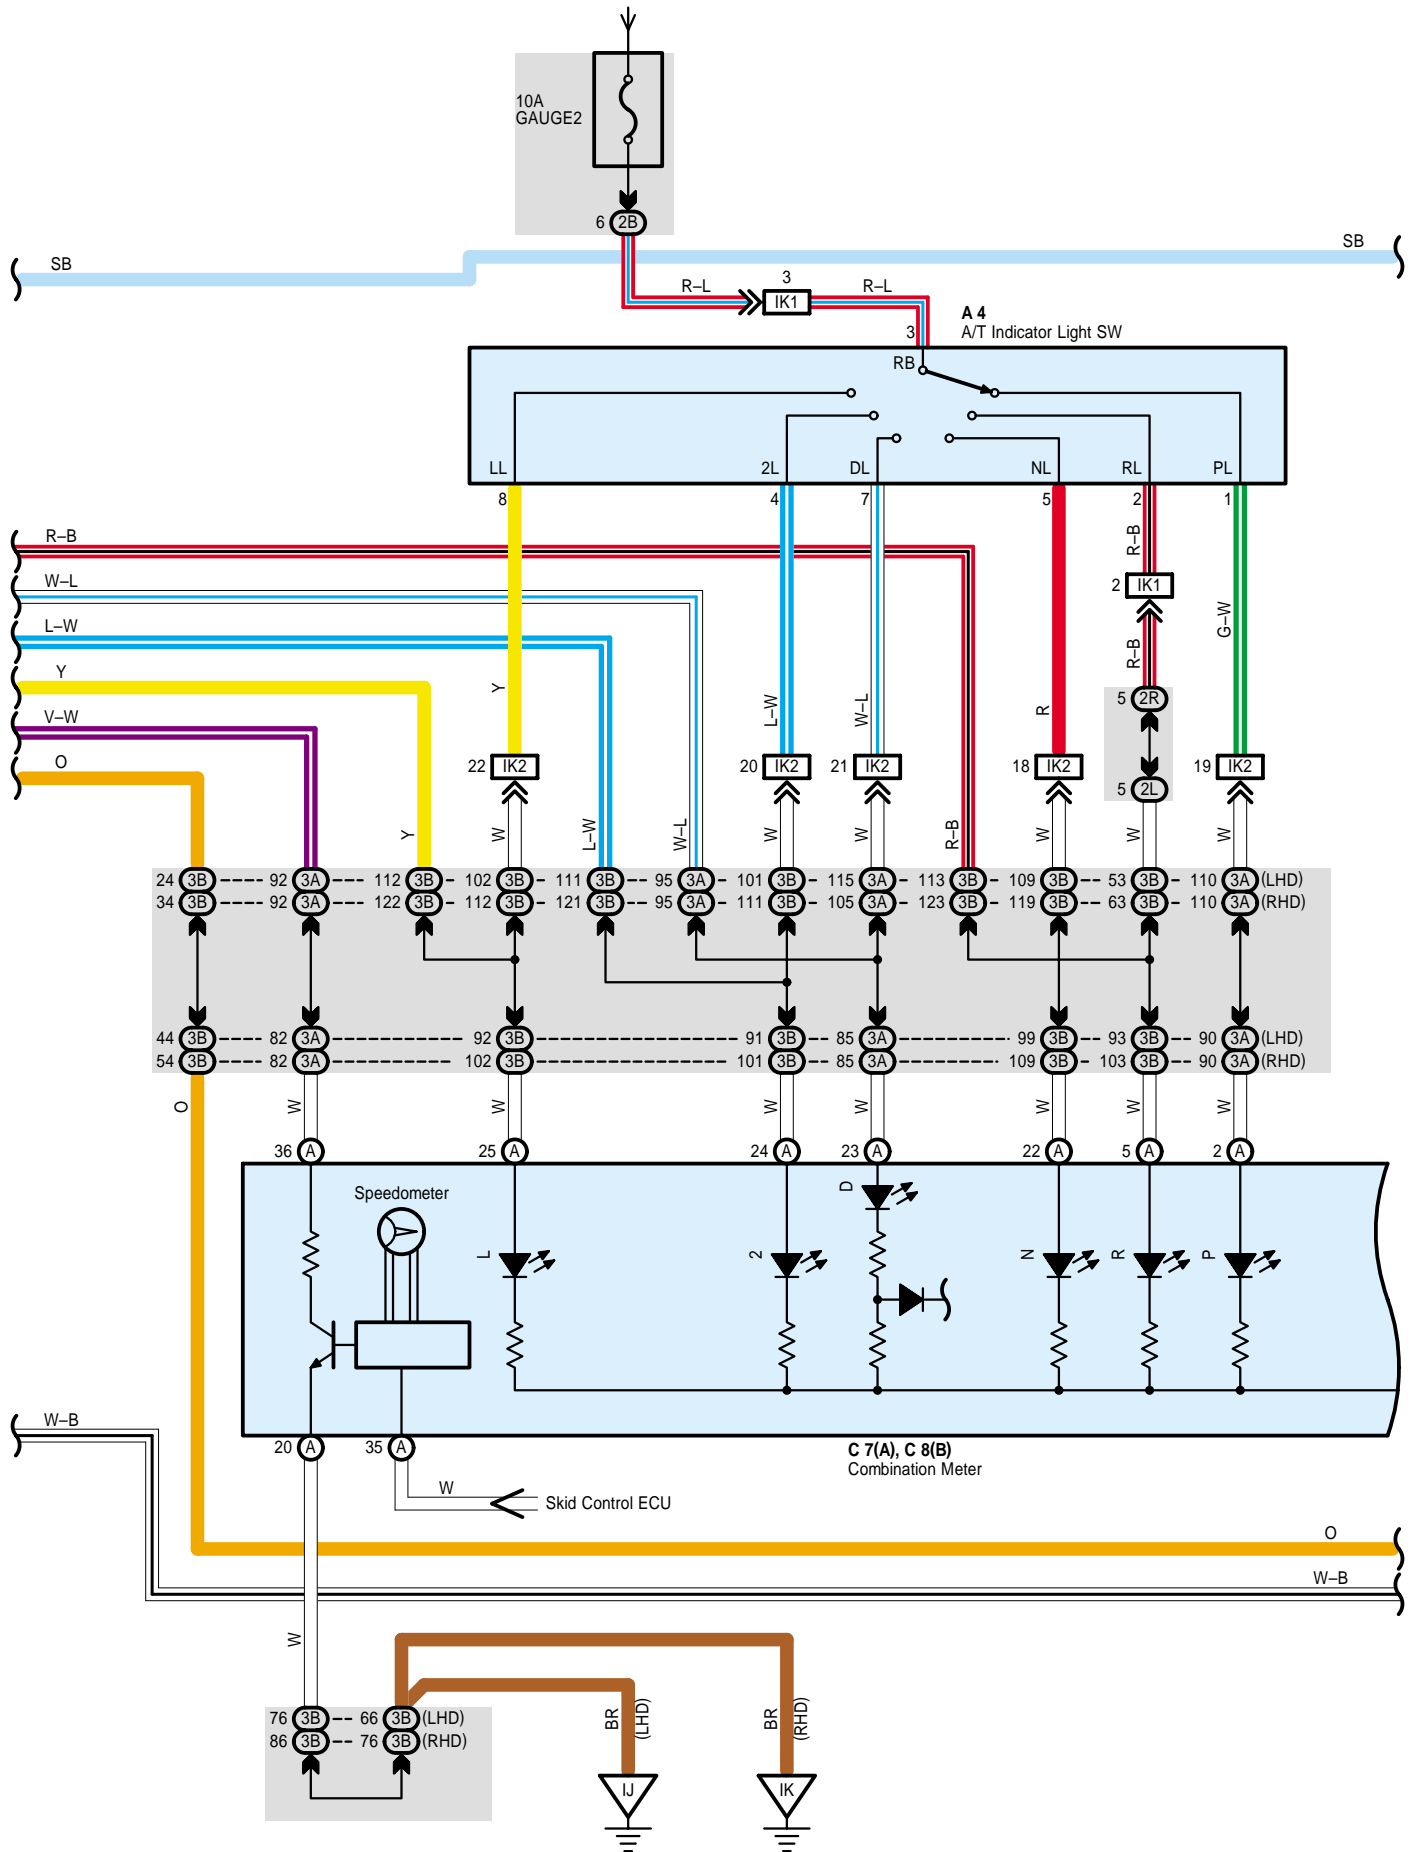 10A
GAUGE2
6 2B
SB
SB
R–L
3
IK1
R–L
A 4
A/T Indicator Light SW
3
RB
LL
2L
DL
NL
RL
PL
8
4
7
5
2
1
R–B
W–L
L–W
Y
V–W
O
R–B
2 IK1
R–B
G–W
Y
L–W
W–L
R
5 2R
5 2L
22 IK2
20 IK2
21 IK2
18 IK2
19 IK2
Y
W
L–W
W–L
W
W
R–B
W
W
W
24 3B 92 3A 112 3B 102 3B 111 3B 95 3A 101 3B 115 3A 113 3B 109 3B 53 3B 110 3A (LHD)
34 3B 92 3A 122 3B 112 3B 121 3B 95 3A 111 3B 105 3A 123 3B 119 3B 63 3B 110 3A (RHD)
44 3B 82 3A 92 3B 91 3B 85 3A 99 3B 93 3B 90 3A (LHD)
54 3B 82 3A 102 3B 101 3B 85 3A 109 3B 103 3B 90 3A (RHD)
O
W
W
W
W
W
W
W
36 A
25 A
24 A
23 A
22 A
5 A
2 A
Speedometer
L
2
D
N
R
P
W–B
20 A
35 A
C 7(A), C 8(B)
Combination Meter
W
Skid Control ECU
O
W–B
W
76 3B 66 3B (LHD)
86 3B 76 3B (RHD)
BR
(LHD)
BR
(RHD)
IJ
IK